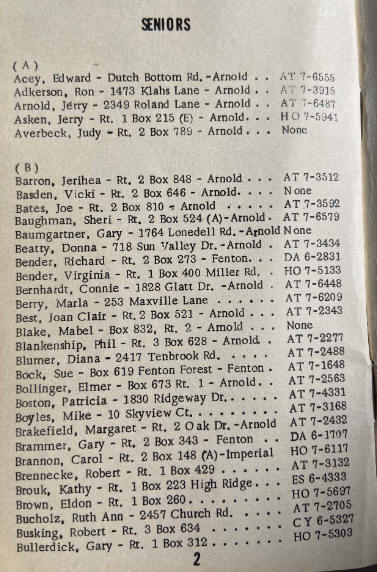 SENIORS
( A )
Acey, Edward - Dutch Bottom Rd. -Arnold . . AT 7-6555
Adkerson, Ron - 1473 Klahs Lane - Arnold . . AT 7-3915
Arnold, Jerry - 2349 Roland Lane - Arnold . . AT 7-6487
Asken, Jerry - Rt. 1 Box 215 (E) - Arnold . . . HO 7-5941
Averbeck, Judy - Rt. 2 Box 789 - Arnold . . . None
( B )
Barron, Jerihea - Rt. 2 Box 848 - Arnold . . . AT 7-3512
Basden, Vicki - Rt. 2 Box 646 - Arnold. . . . None
Bates, Joe - Rt. 2 Box 810 - Arnold . . . . . AT 7-3592
Baughman, Sheri - Rt. 2 Box 524 (A)-Arnold . AT 7-6579
Baumgartner, Gary - 1764 Lonedell Rd. -Arnold None
Beatty, Donna - 718 Sun Valley Dr. -Arnold . AT 7-3434
Bender, Richard - Rt. 2 Box 273 - Fenton. . . DA 6-2831
Bender, Virginia - Rt. 1 Box 400 Miller Rd. . HO 7-5133
Bernhardt, Connie - 1828 Glatt Dr. -Arnold . AT 7-6448
Berry, Marla - 253 Maxville Lane . . . . . . AT 7-6209
Best, Joan Clair - Rt. 2 Box 521 - Arnold . . . AT 7-2343
Blake, Mabel - Box 832, Rt. 2 - Arnold . . . None
Blankenship, Phil - Rt. 3 Box 628 - Arnold. . AT 7-2277
Blumer, Diana - 2417 Tenbrook Rd. . . . . . AT 7-2488
Bock, Sue - Box 619 Fenton Forest - Fenton . AT 7-1648
Bollinger, Elmer - Box 673 Rt. 1 - Arnold . . AT 7-2563
Boston, Patricia - 1830 Ridgeway Dr. . . . . . AT 7-4331
Boyles, Mike - 10 Skyview Ct. . . . . . . . . AT 7-3168
Brakefield, Margaret - Rt. 2 Oak Dr. -Arnold AT 7-2432
Brammer, Gary - Rt. 2 Box 343 - Fenton . . DA 6-1707
Brannon, Carol - Rt. 2 Box 148 (A)-Imperial HO 7-6117
Brennecke, Robert - Rt. 1 Box 429 . . . . . . AT 7-3132
Brouk, Kathy - Rt. 1 Box 223 High Ridge. . . ES 6-4333
Brown, Eldon - Rt. 1 Box 260. . . . . . . . . HO 7-5697
Bucholz, Ruth Ann - 2457 Church Rd. . . . . . AT 7-2705
Busking, Robert - Rt. 3 Box 634 . . . . . . . CY 6-5327
Bullerdick, Gary - Rt. 1 Box 312 . . . . . . . HO 7-5303
2